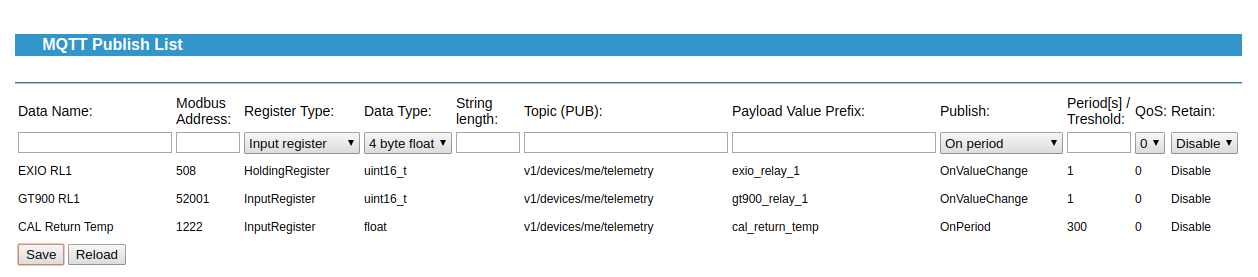 MQTT Publish List
Data Name: Modbus Address: Register Type: Data Type: String length: Topic (PUB): Payload Value Prefix: Publish: Period[s] / Treshold: QoS: Retain:
Input register 4 byte float On period 0 Disable
EXIO RL1 508 HoldingRegister uint16_t v1/devices/me/telemetry exio_relay_1 OnValueChange 1 0 Disable
GT900 RL1 52001 InputRegister uint16_t v1/devices/me/telemetry gt900_relay_1 OnValueChange 1 0 Disable
CAL Return Temp 1222 InputRegister float v1/devices/me/telemetry cal_return_temp OnPeriod 300 0 Disable
Save Reload